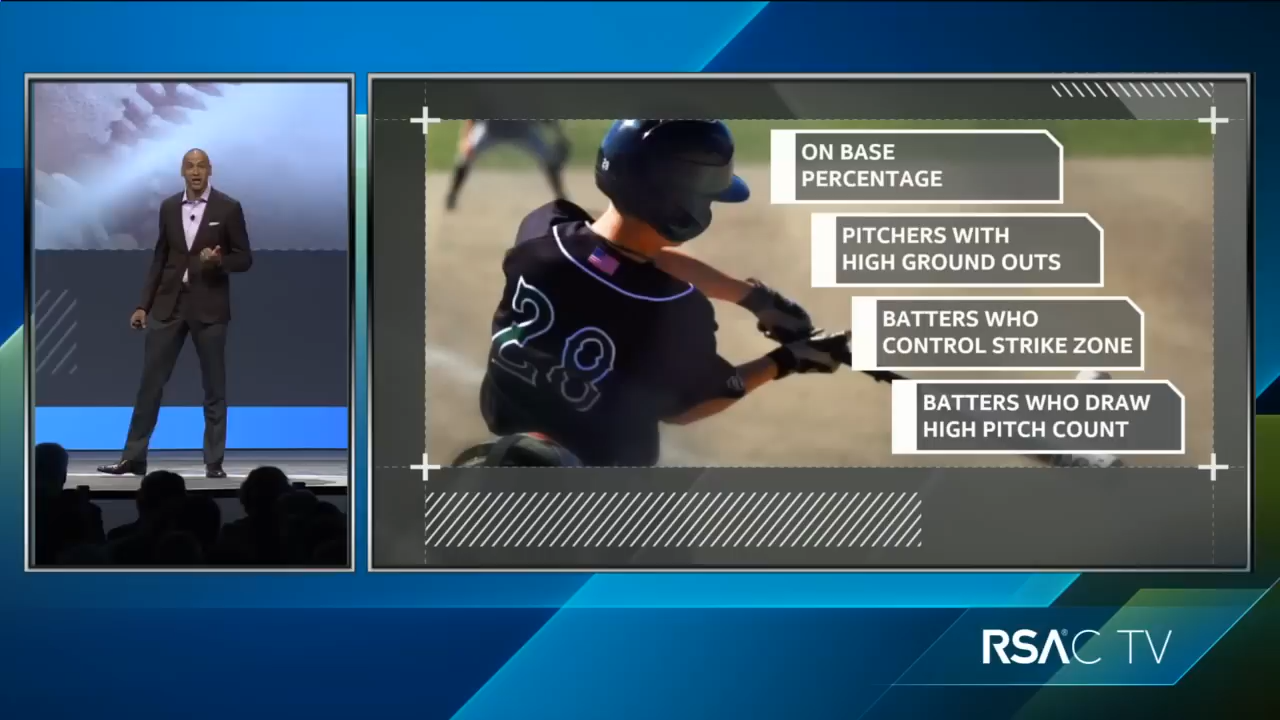 ON BASE
PERCENTAGE
PITCHERS WITH
HIGH GROUND OUTS
BATTERS WHO
CONTROL STRIKE ZONE
BATTERS WHO DRAW
HIGH PITCH COUNT
28
RSA®C TV